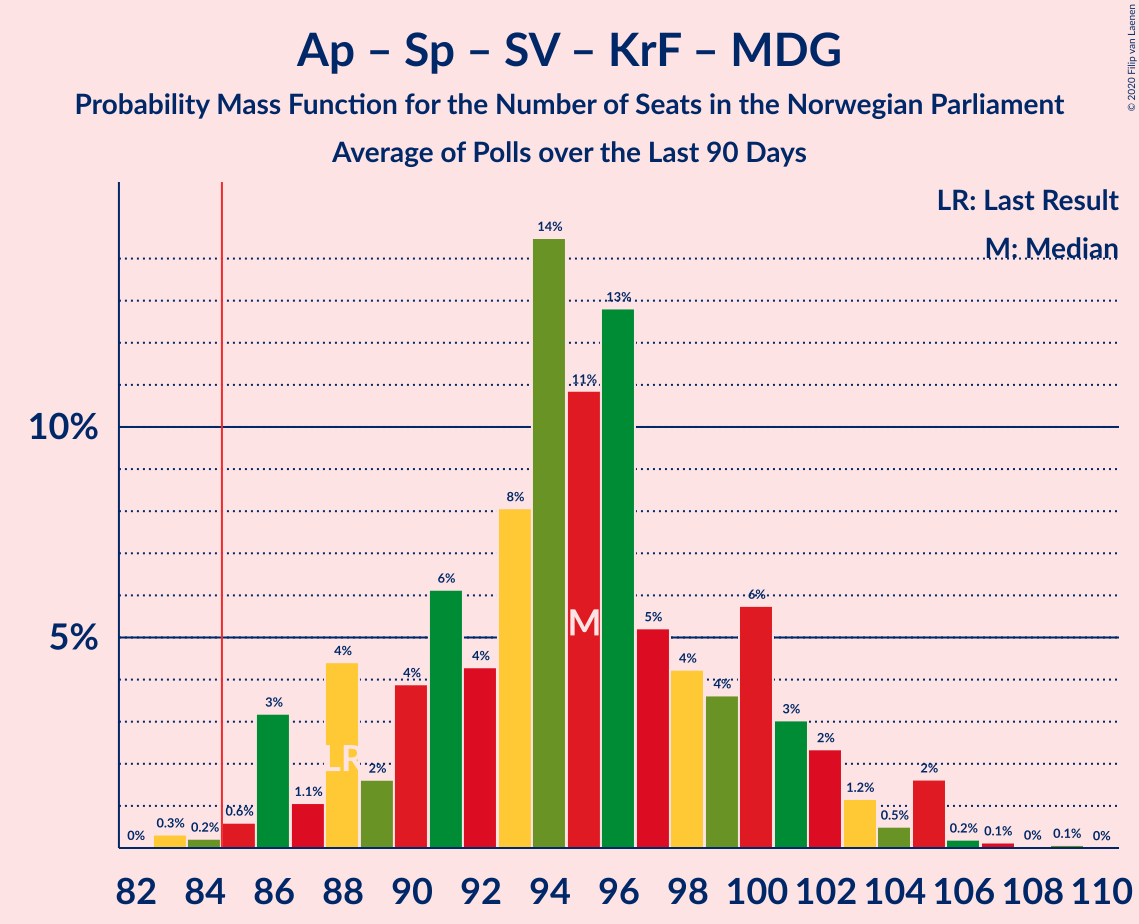 Ap – Sp – SV – KrF – MDG
Probability Mass Function for the Number of Seats in the Norwegian Parliament
Average of Polls over the Last 90 Days
© 2020 Filip van Laenen
LR: Last Result
M: Median
10%
5%
0% 0.3% 0.2% 0.6% 3% 1.1% 4% 2% 4% 6% 4% 8% 14% 11% 13% 5% 4% 4% 6% 3% 2% 1.2% 0.5% 2% 0.2% 0.1% 0% 0.1% 0%
LR
M
82 84 86 88 90 92 94 96 98 100 102 104 106 108 110